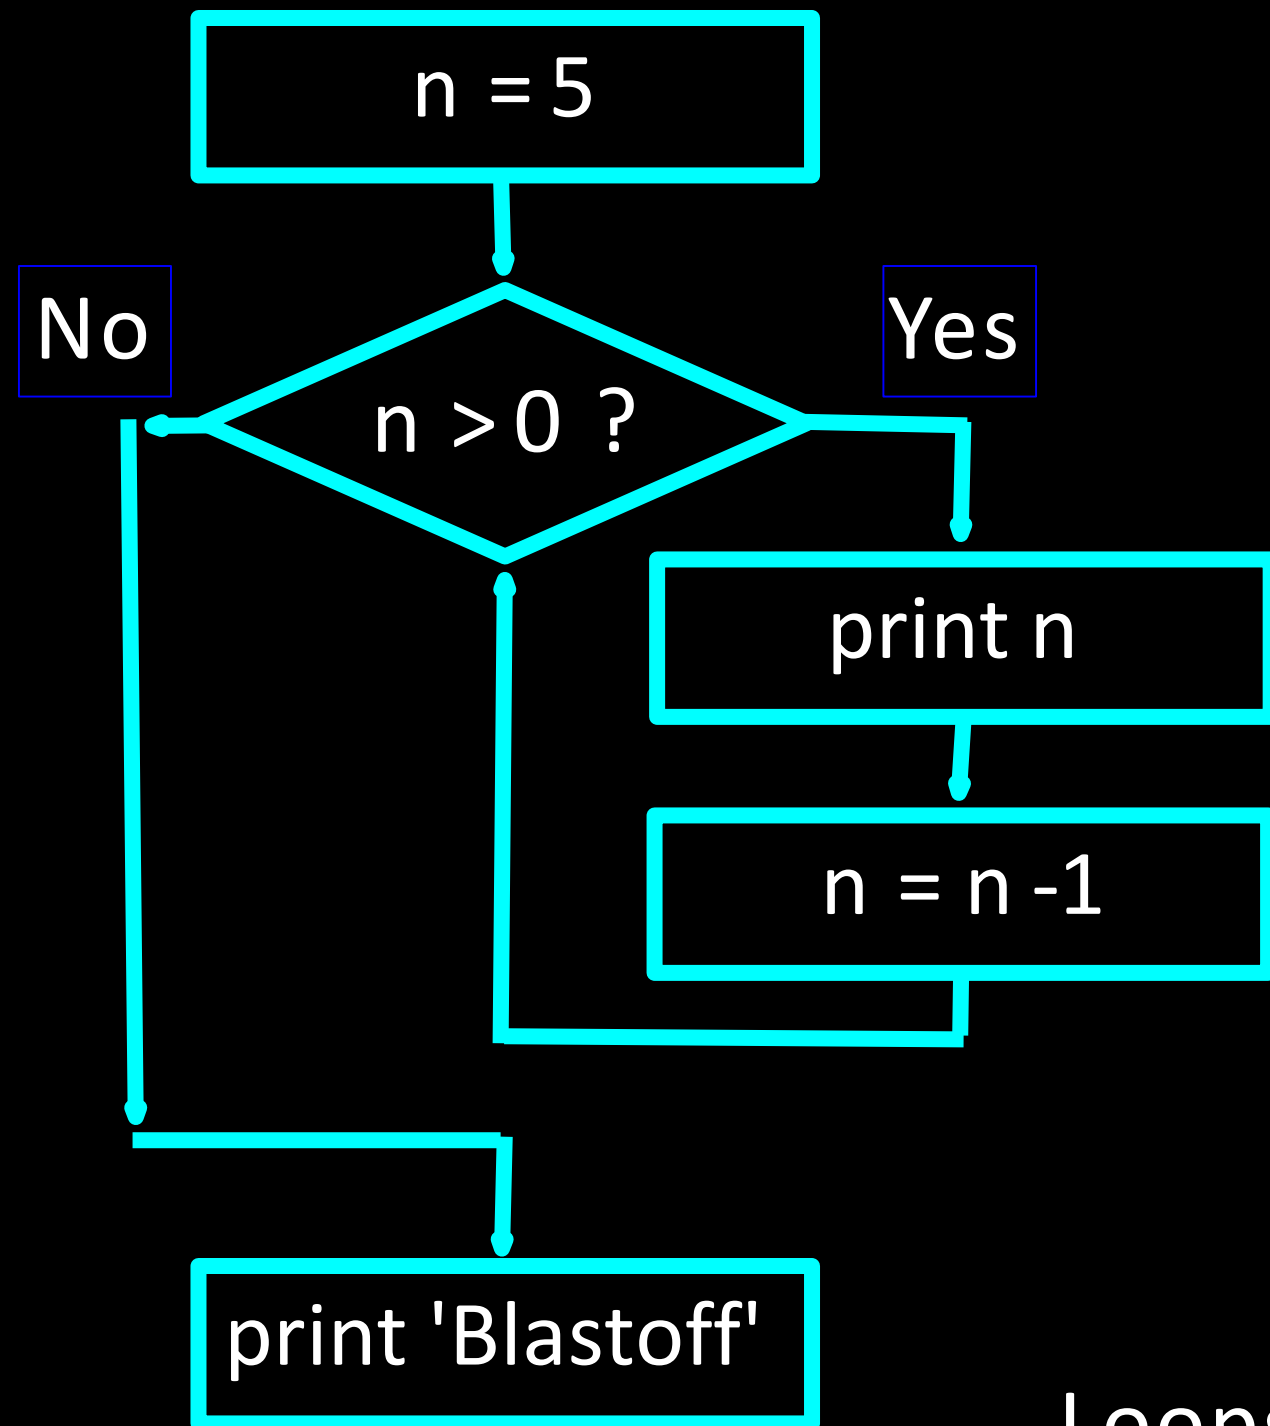 n = 5
No
Yes
n > 0 ?
print n
n = n -1
print 'Blastoff'